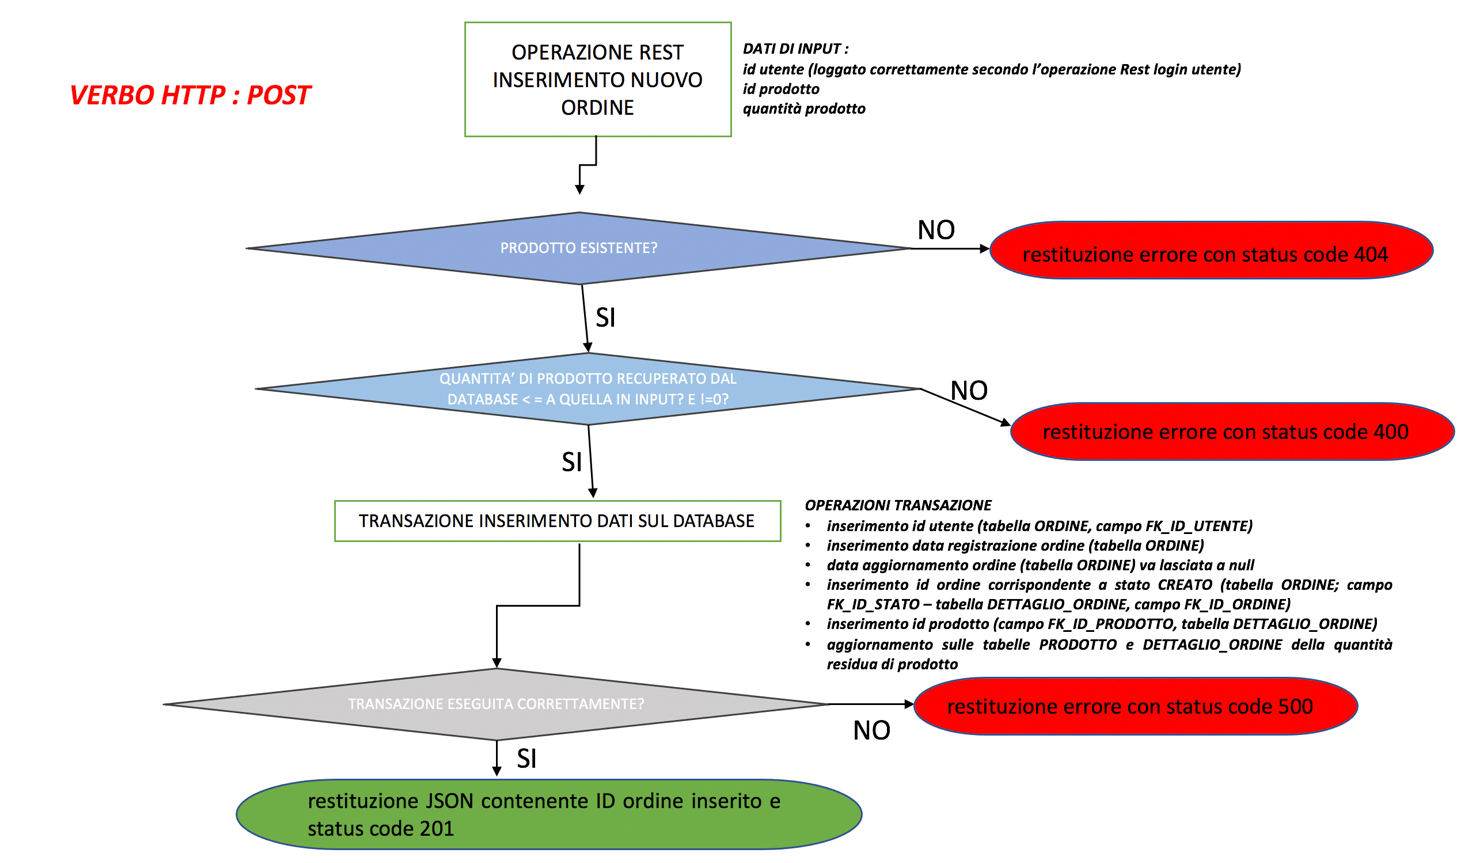 VERBO HTTP : POST
OPERAZIONE REST
INSERIMENTO NUOVO
ORDINE
DATI DI INPUT :
id utente (loggato correttamente secondo l’operazione Rest login utente)
id prodotto
quantità prodotto
PRODOTTO ESISTENTE?
NO
restituzione errore con status code 404
SI
QUANTITA’ DI PRODOTTO RECUPERATO DAL
DATABASE < = A QUELLA IN INPUT? E !=0?
NO
restituzione errore con status code 400
SI
TRANSAZIONE INSERIMENTO DATI SUL DATABASE
OPERAZIONI TRANSAZIONE
• inserimento id utente (tabella ORDINE, campo FK_ID_UTENTE)
• inserimento data registrazione ordine (tabella ORDINE)
• data aggiornamento ordine (tabella ORDINE) va lasciata a null
• inserimento id ordine corrispondente a stato CREATO (tabella ORDINE; campo
FK_ID_STATO – tabella DETTAGLIO_ORDINE, campo FK_ID_ORDINE)
• inserimento id prodotto (campo FK_ID_PRODOTTO, tabella DETTAGLIO_ORDINE)
• aggiornamento sulle tabelle PRODOTTO e DETTAGLIO_ORDINE della quantità
residua di prodotto
TRANSAZIONE ESEGUITA CORRETTAMENTE?
NO
restituzione errore con status code 500
SI
restituzione JSON contenente ID ordine inserito e
status code 201